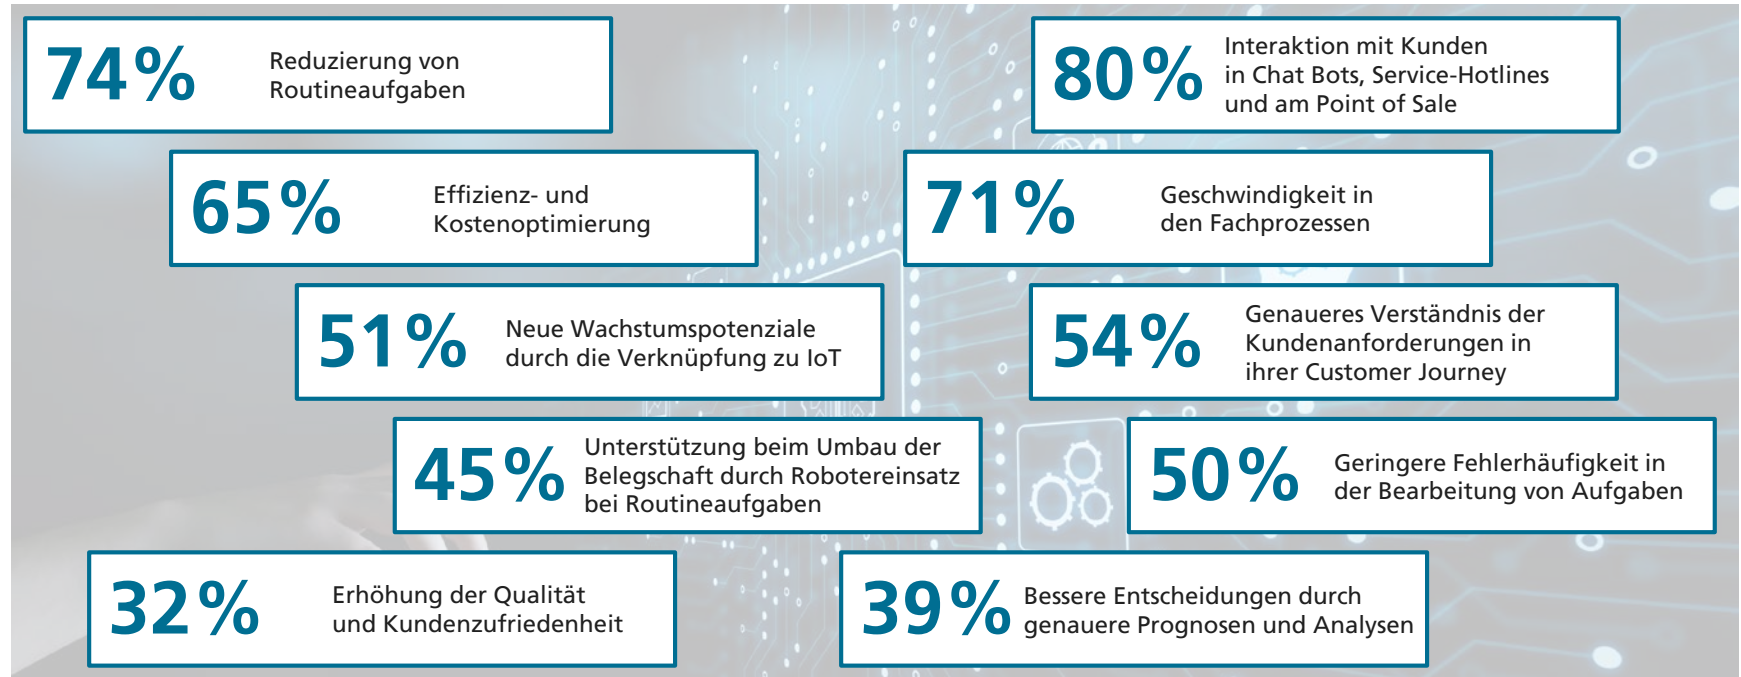 74%
Reduzierung von
Routineaufgaben
80%
Interaktion mit Kunden
in Chat Bots, Service-Hotlines
und am Point of Sale
65%
Effizienz- und
Kostenoptimierung
71%
Geschwindigkeit in
den Fachprozessen
51%
Neue Wachstumspotenziale
durch die Verknüpfung zu IoT
54%
Genaueres Verständnis der
Kundenanforderungen in
ihrer Customer Journey
45%
Unterstützung beim Umbau der
Belegschaft durch Robotereinsatz
bei Routineaufgaben
50%
Geringere Fehlerhäufigkeit in
der Bearbeitung von Aufgaben
32%
Erhöhung der Qualität
und Kundenzufriedenheit
39%
Bessere Entscheidungen durch
genauere Prognosen und Analysen